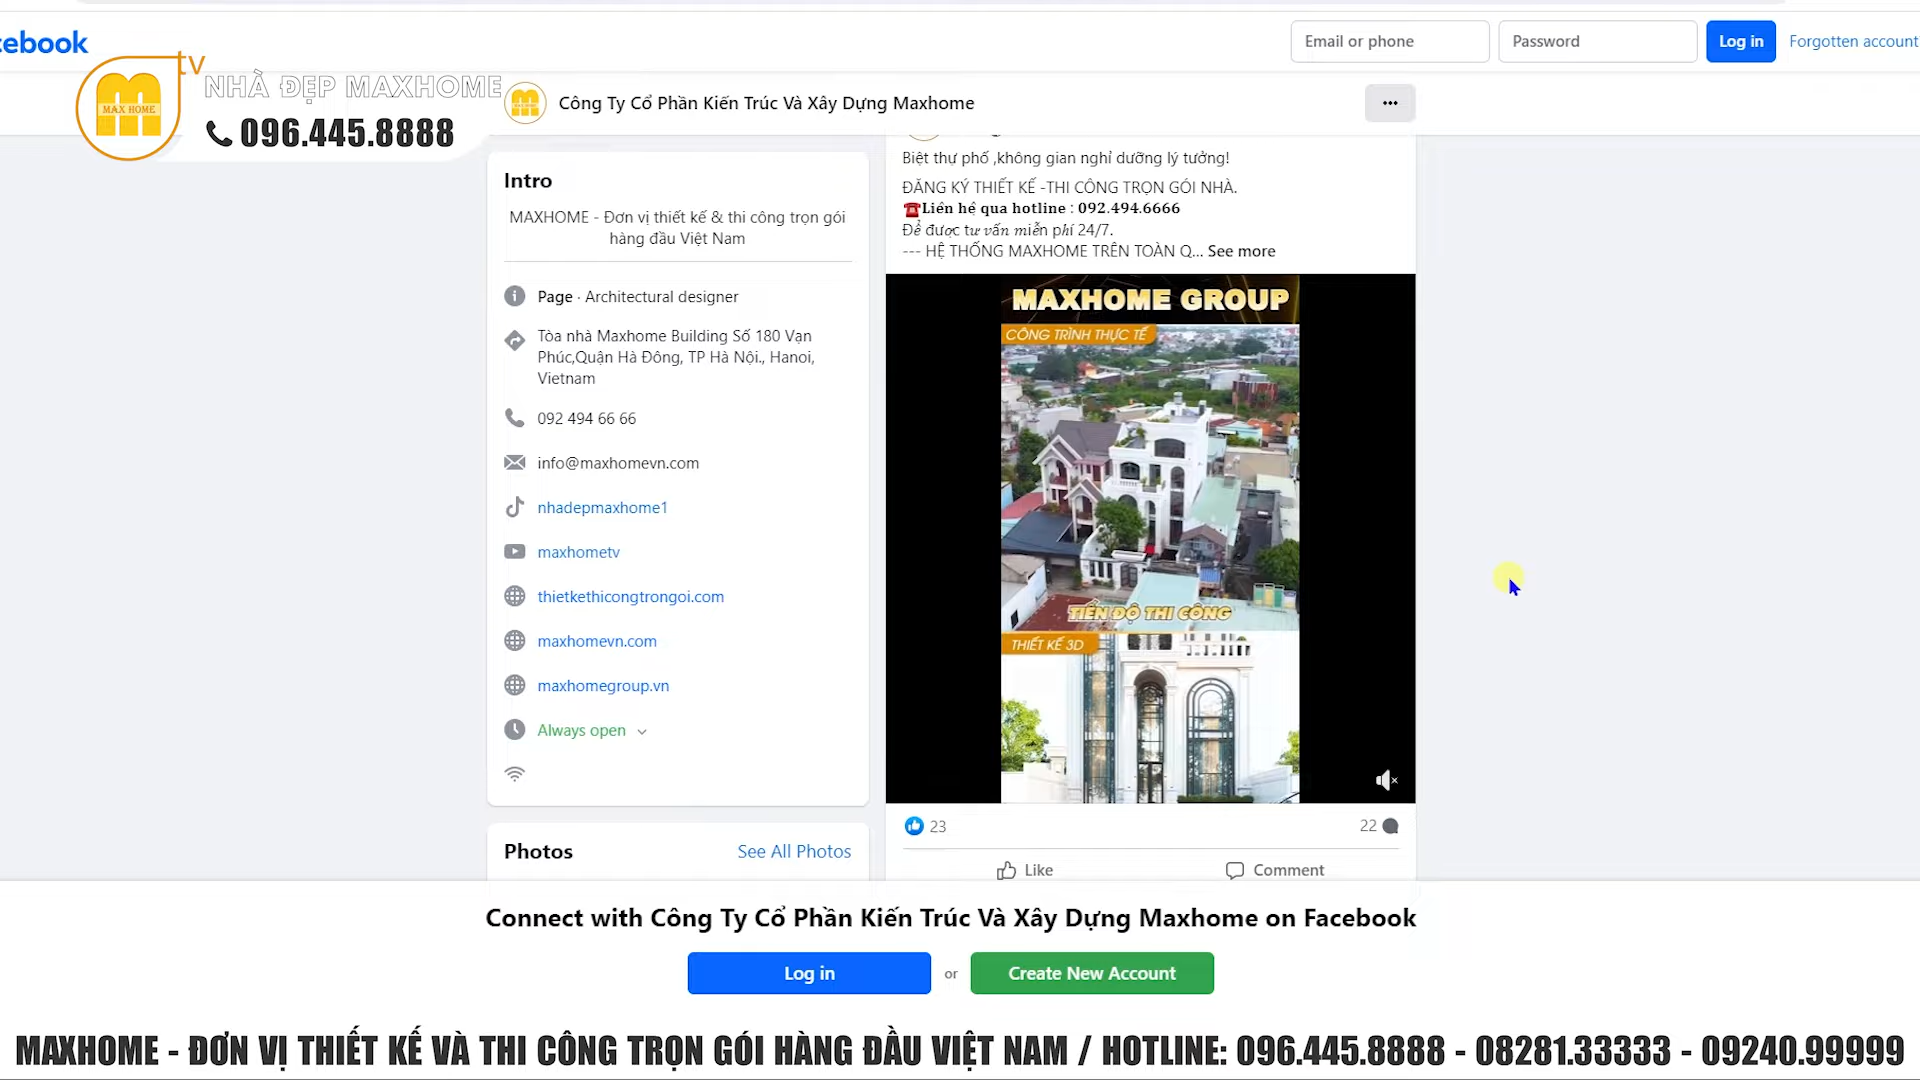 cebook
Email or phone
Password
Log in
Forgotten account
tv
MAX HOME
NHÀ ĐẸP MAXHOME
096.445.8888
Công Ty Cổ Phần Kiến Trúc Và Xây Dựng Maxhome
Intro
MAXHOME - Đơn vị thiết kế & thi công trọn gói
hàng đầu Việt Nam
Page · Architectural designer
Tòa nhà Maxhome Building Số 180 Vạn
Phúc,Quận Hà Đông, TP Hà Nội., Hanoi,
Vietnam
092 494 66 66
info@maxhomevn.com
nhadepmaxhome1
maxhometv
thietkethicongtrongoi.com
maxhomevn.com
maxhomegroup.vn
Always open
Photos
See All Photos
Biệt thự phố ,không gian nghỉ dưỡng lý tưởng!
ĐĂNG KÝ THIẾT KẾ -THI CÔNG TRỌN GÓI NHÀ.
☎️Liên hệ qua hotline : 092.494.6666
Để được tư vấn miễn phí 24/7.
--- HỆ THỐNG MAXHOME TRÊN TOÀN Q... See more
MAXHOME GROUP
CÔNG TRÌNH THỰC TẾ
TIẾN ĐỘ THI CÔNG
THIẾT KẾ 3D
23
22
Like
Comment
Connect with Công Ty Cổ Phần Kiến Trúc Và Xây Dựng Maxhome on Facebook
Log in
or
Create New Account
MAXHOME - ĐƠN VỊ THIẾT KẾ VÀ THI CÔNG TRỌN GÓI HÀNG ĐẦU VIỆT NAM / HOTLINE: 096.445.8888 - 08281.33333 - 09240.99999